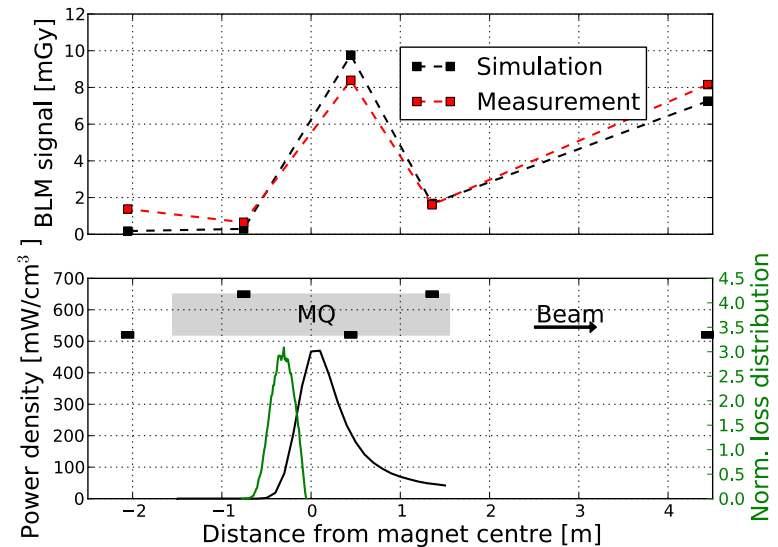 12
10
8
6
4
2
0
BLM signal [mGy]
Simulation
Measurement
700
600
500
400
300
200
100
0
Power density [mW/cm³ ]
MQ
Beam
4.5
4.0
3.5
3.0
2.5
2.0
1.5
1.0
0.5
0.0
Norm. loss distribution
−2 −1 0 1 2 3 4
Distance from magnet centre [m]